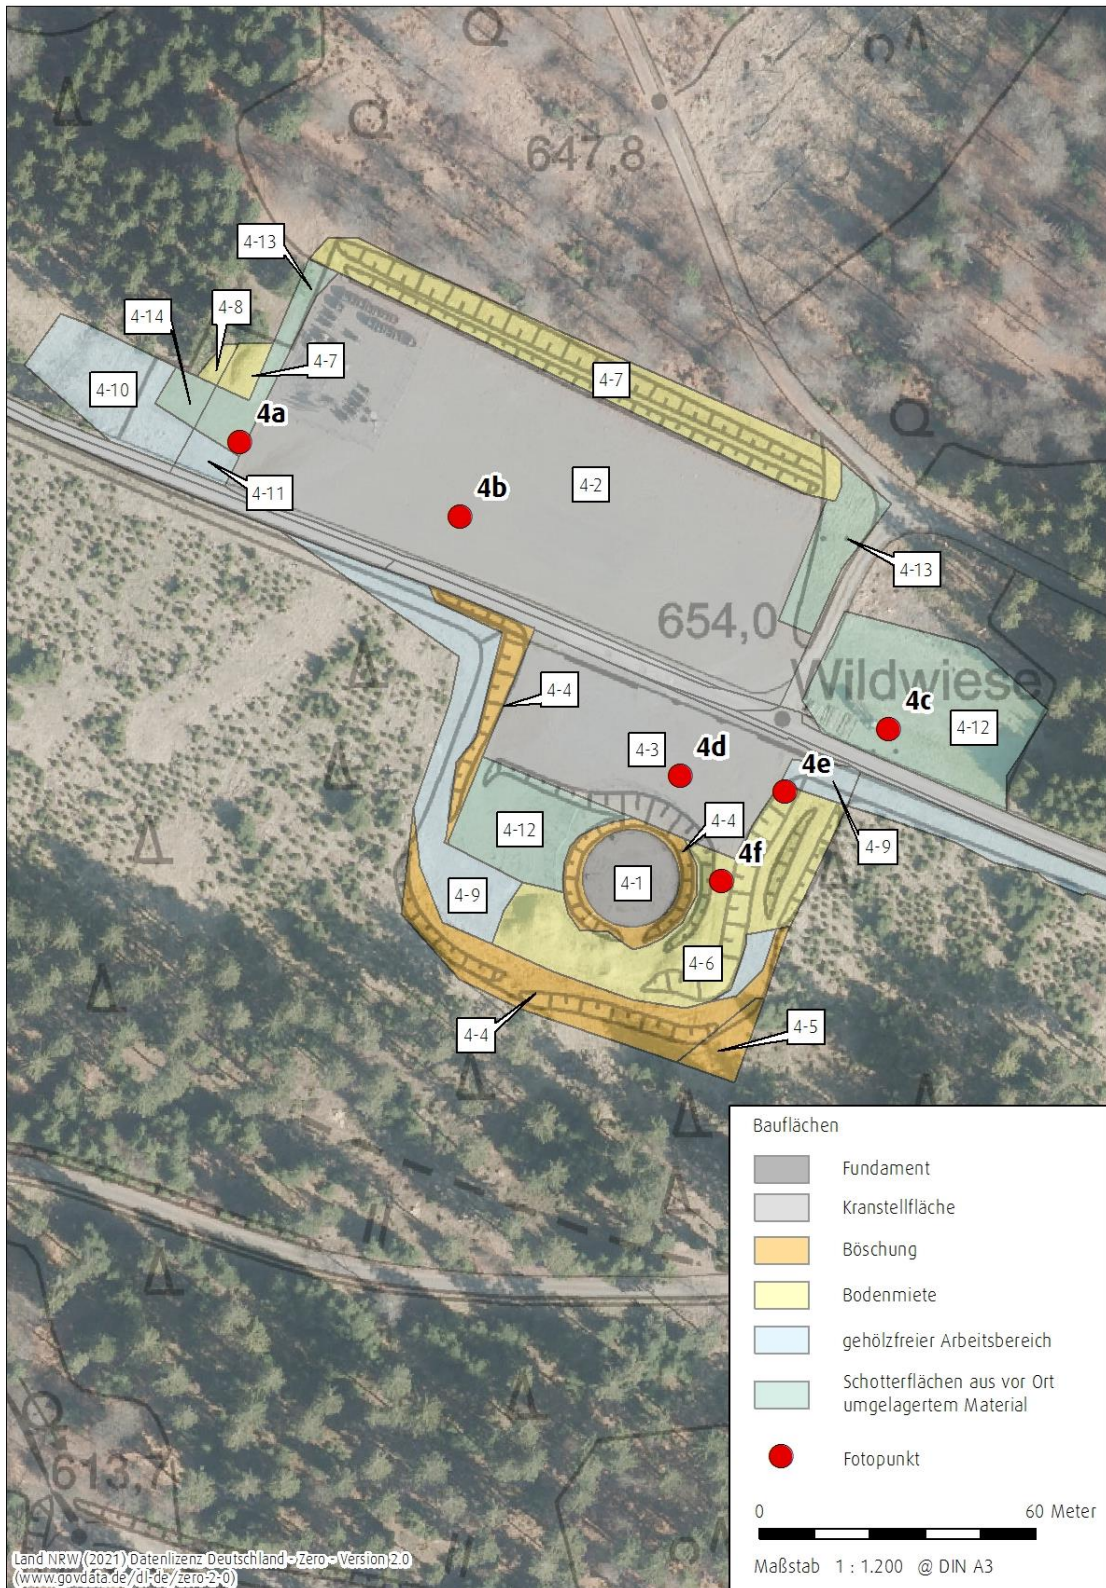 647,8
4-13
4-8
4-14
4-7
4-10
4-7
4a
4b
4-2
4-11
4-13
654,0
Wildwiese
4-4
4c
4-12
4-3
4d
4e
4-4
4-12
4f
4-9
4-1
4-9
4-6
4-4
4-5
Bauflächen
Fundament
Kranstellfläche
Böschung
Bodenmiete
gehölzfreier Arbeitsbereich
Schotterflächen aus vor Ort
umgelagertem Material
Fotopunkt
613,7
0 60 Meter
Maßstab 1 : 1.200 @ DIN A3
Land NRW (2021) Datenlizenz Deutschland - Zero - Version 2.0
(www.govdata.de/dl-de/zero-2-0)